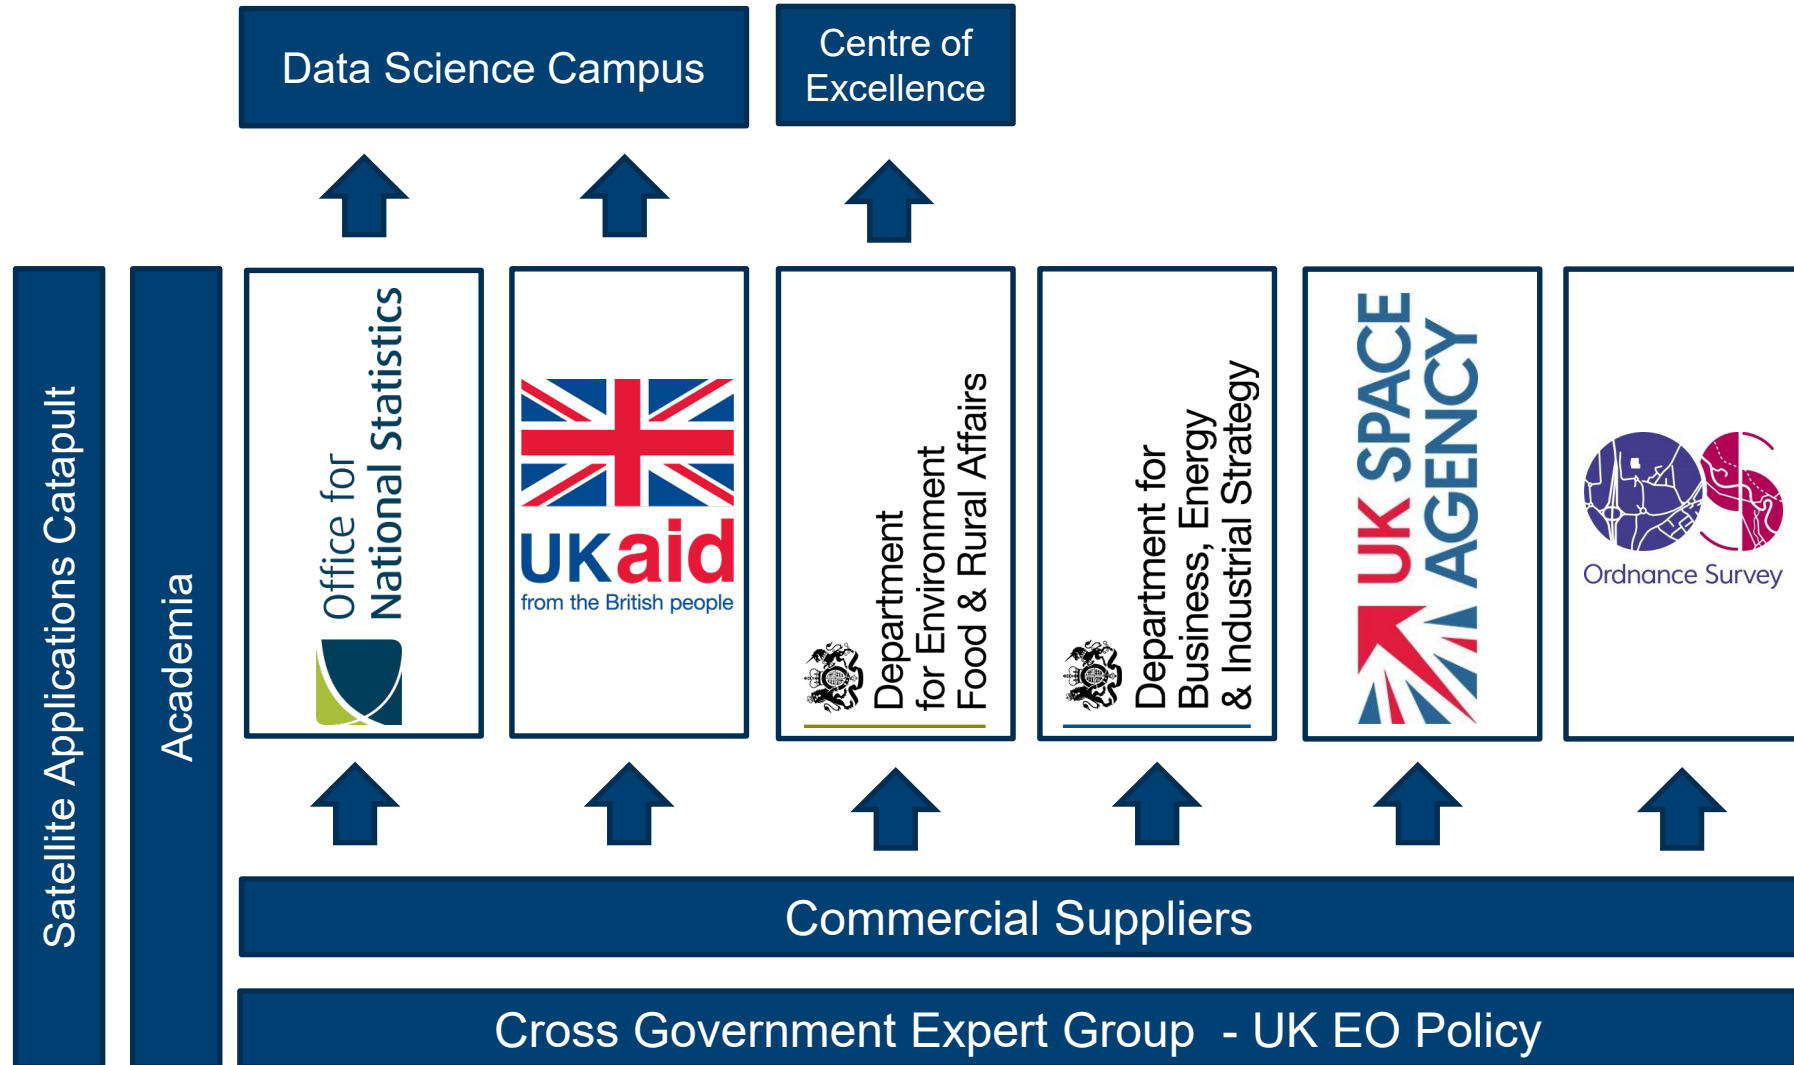 Data Science Campus
Centre of
Excellence
Satellite Applications Catapult
Academia
Office for
National Statistics
UKaid
from the British people
Department
for Environment
Food & Rural Affairs
Department for
Business, Energy
& Industrial Strategy
UK SPACE
AGENCY
OS
Ordnance Survey
Commercial Suppliers
Cross Government Expert Group - UK EO Policy